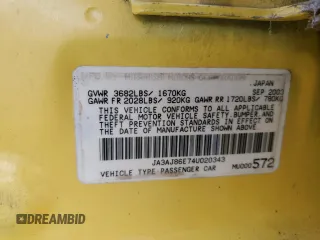 JAPAN
GVWR 3682LBS/ 1670KG SEP 2003
GAWR FR 2028LBS/ 920KG GAWR RR 1720LBS/ 780KG
THIS VEHICLE CONFORMS TO ALL APPLICABLE
FEDERAL MOTOR VEHICLE SAFETY,BUMPER,AND
THEFT PREVENTION STANDARDS IN EFFECT ON
THE DATE OF MANUFACTURE SHOWN ABOVE.
JA3AJ86E74U020343 MU000572
VEHICLE TYPE PASSENGER CAR
DREAMBID